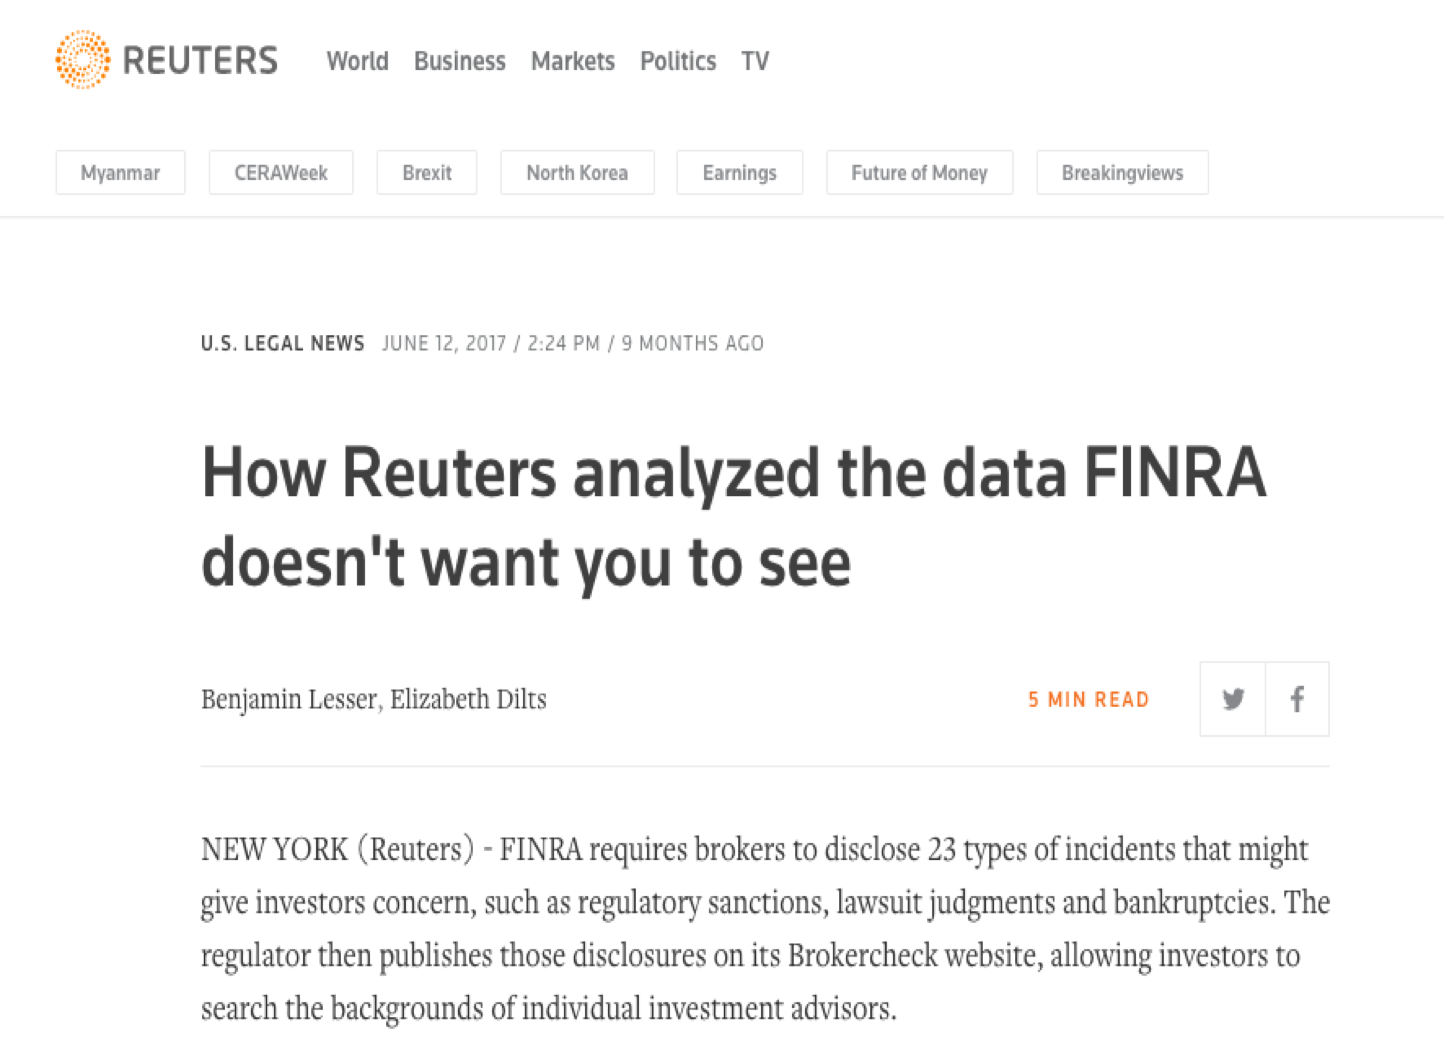 REUTERS World Business Markets Politics TV
Myanmar CERAWeek Brexit North Korea Earnings Future of Money Breakingviews
U.S. LEGAL NEWS JUNE 12, 2017 / 2:24 PM / 9 MONTHS AGO
How Reuters analyzed the data FINRA
doesn't want you to see
Benjamin Lesser, Elizabeth Dilts 5 MIN READ
NEW YORK (Reuters) - FINRA requires brokers to disclose 23 types of incidents that might
give investors concern, such as regulatory sanctions, lawsuit judgments and bankruptcies. The
regulator then publishes those disclosures on its Brokercheck website, allowing investors to
search the backgrounds of individual investment advisors.